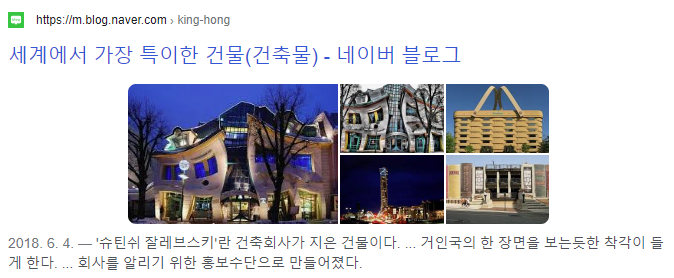 https://m.blog.naver.com › king-hong
세계에서 가장 특이한 건물(건축물) - 네이버 블로그
2018. 6. 4. — '슈틴쉬 잘레브스키'란 건축회사가 지은 건물이다. ... 거인국의 한 장면을 보는듯한 착각이 들
게 한다. ... 회사를 알리기 위한 홍보수단으로 만들어졌다.